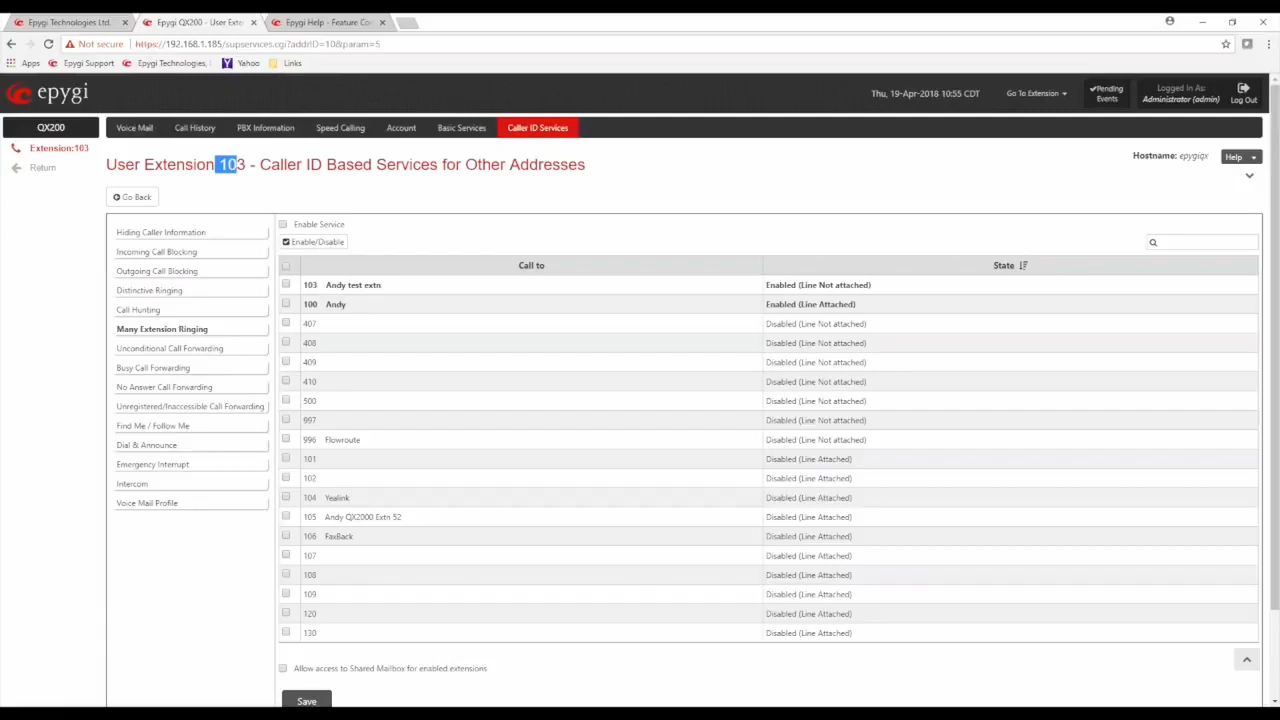 Epygi Technologies Ltd. Epygi QX200 - User Exte Epygi Help - Feature Co
Not secure https://192.168.1.185/supservices.cgi?addrID=10&param=5
Apps Epygi Support Epygi Technologies, Yahoo Links
epygi
Thu, 19-Apr-2018 10:55 CDT Go To Extension Pending Events Logged In As: Administrator (admin) Log Out
QX200 Voice Mail Call History PBX Information Speed Calling Account Basic Services Caller ID Services
Extension:103
Return
User Extension 103 - Caller ID Based Services for Other Addresses
Hostname: epygiqx Help
Go Back
Hiding Caller Information
Incoming Call Blocking
Outgoing Call Blocking
Distinctive Ringing
Call Hunting
Many Extension Ringing
Unconditional Call Forwarding
Busy Call Forwarding
No Answer Call Forwarding
Unregistered/Inaccessible Call Forwarding
Find Me / Follow Me
Dial & Announce
Emergency Interrupt
Intercom
Voice Mail Profile
Enable Service
Enable/Disable
Call to State
103 Andy test extn Enabled (Line Not attached)
100 Andy Enabled (Line Attached)
407 Disabled (Line Not attached)
408 Disabled (Line Not attached)
409 Disabled (Line Not attached)
410 Disabled (Line Not attached)
500 Disabled (Line Not attached)
997 Disabled (Line Not attached)
996 Flowroute Disabled (Line Not attached)
101 Disabled (Line Attached)
102 Disabled (Line Attached)
104 Yealink Disabled (Line Attached)
105 Andy QX2000 Extn 52 Disabled (Line Attached)
106 FaxBack Disabled (Line Attached)
107 Disabled (Line Attached)
108 Disabled (Line Attached)
109 Disabled (Line Attached)
120 Disabled (Line Attached)
130 Disabled (Line Attached)
Allow access to Shared Mailbox for enabled extensions
Save